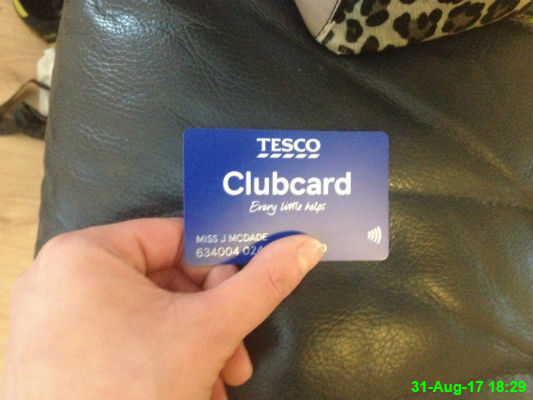 TESCO
Clubcard
Every little helps
MISS J MCDADE
634004 024
31-Aug-17 18:29